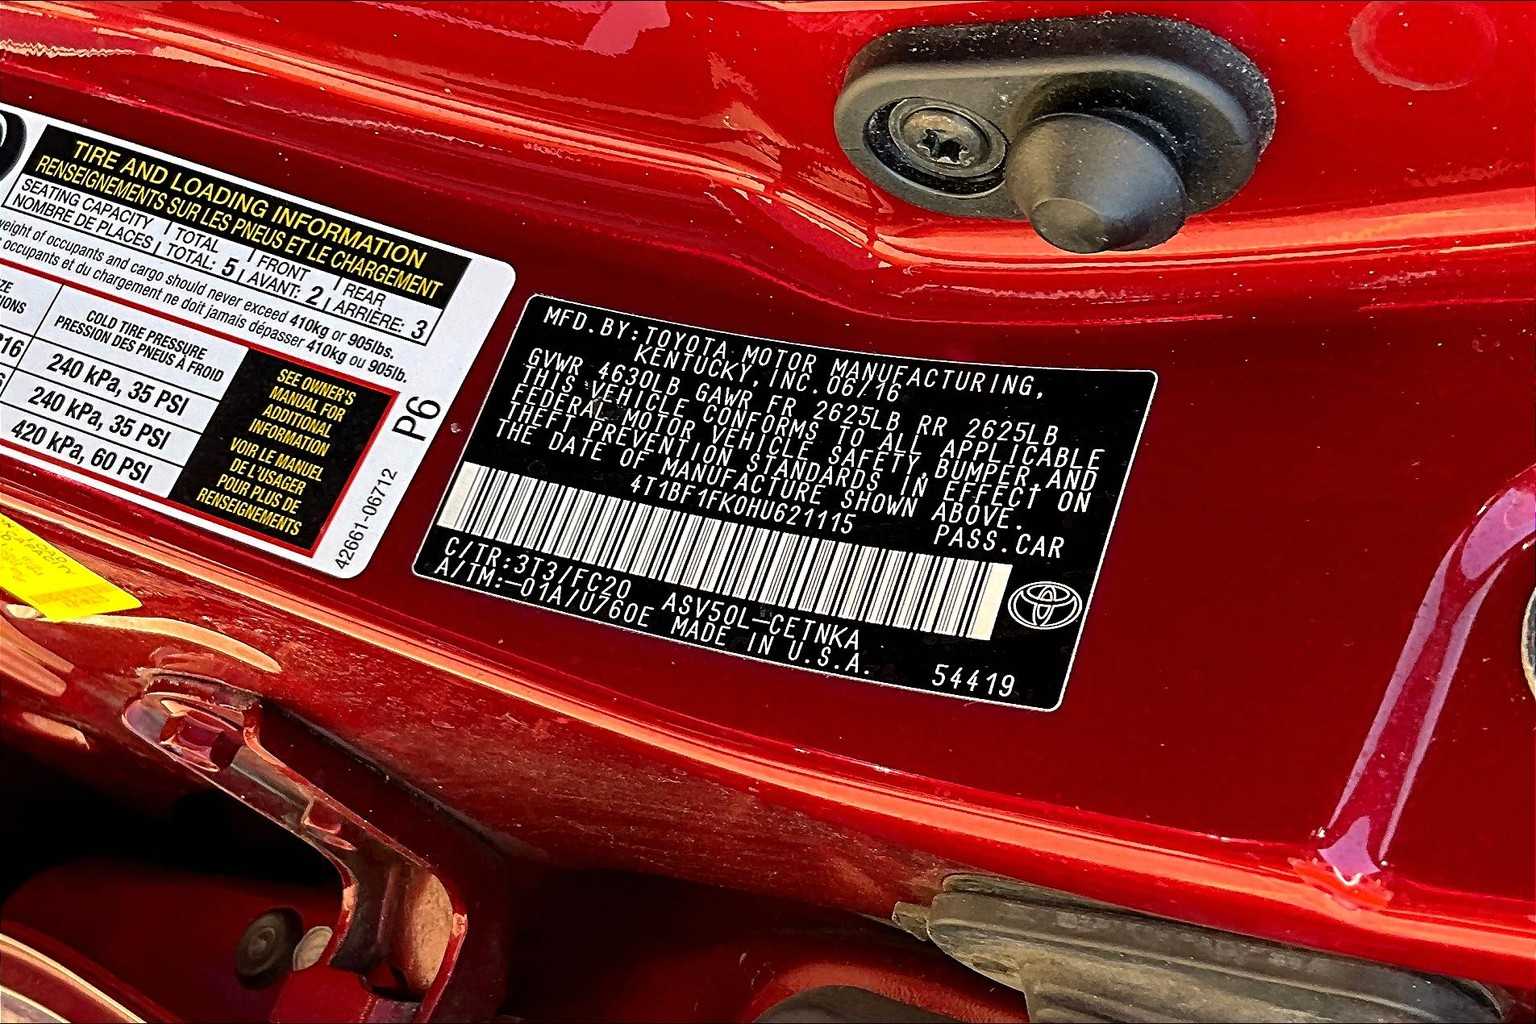 TIRE AND LOADING INFORMATION
RENSEIGNEMENTS SUR LES PNEUS ET LE CHARGEMENT
SEATING CAPACITY | TOTAL | FRONT | REAR
NOMBRE DE PLACES | TOTAL: 5 | AVANT: 2 | ARRIÈRE: 3
weight of occupants and cargo should never exceed 410kg or 905lbs.
occupants et du chargement ne doit jamais dépasser 410kg ou 905lb.
COLD TIRE PRESSURE
PRESSION DES PNEUS À FROID
240 kPa, 35 PSI
240 kPa, 35 PSI
420 kPa, 60 PSI
SEE OWNER'S
MANUAL FOR
ADDITIONAL
INFORMATION
VOIR LE MANUEL
DE L'USAGER
POUR PLUS DE
RENSEIGNEMENTS
P6
42661-06712
MFD.BY:TOYOTA MOTOR MANUFACTURING,
KENTUCKY,INC.06/16
GVWR 4630LB GAWR FR 2625LB RR 2625LB
THIS VEHICLE CONFORMS TO ALL APPLICABLE
FEDERAL MOTOR VEHICLE SAFETY,BUMPER,AND
THEFT PREVENTION STANDARDS IN EFFECT ON
THE DATE OF MANUFACTURE SHOWN ABOVE.
4T1BF1FK0HU621115 PASS.CAR
C/TR:3T3/FC20 ASV50L-CETNKA
A/TM:-01A/U760E MADE IN U.S.A.
54419